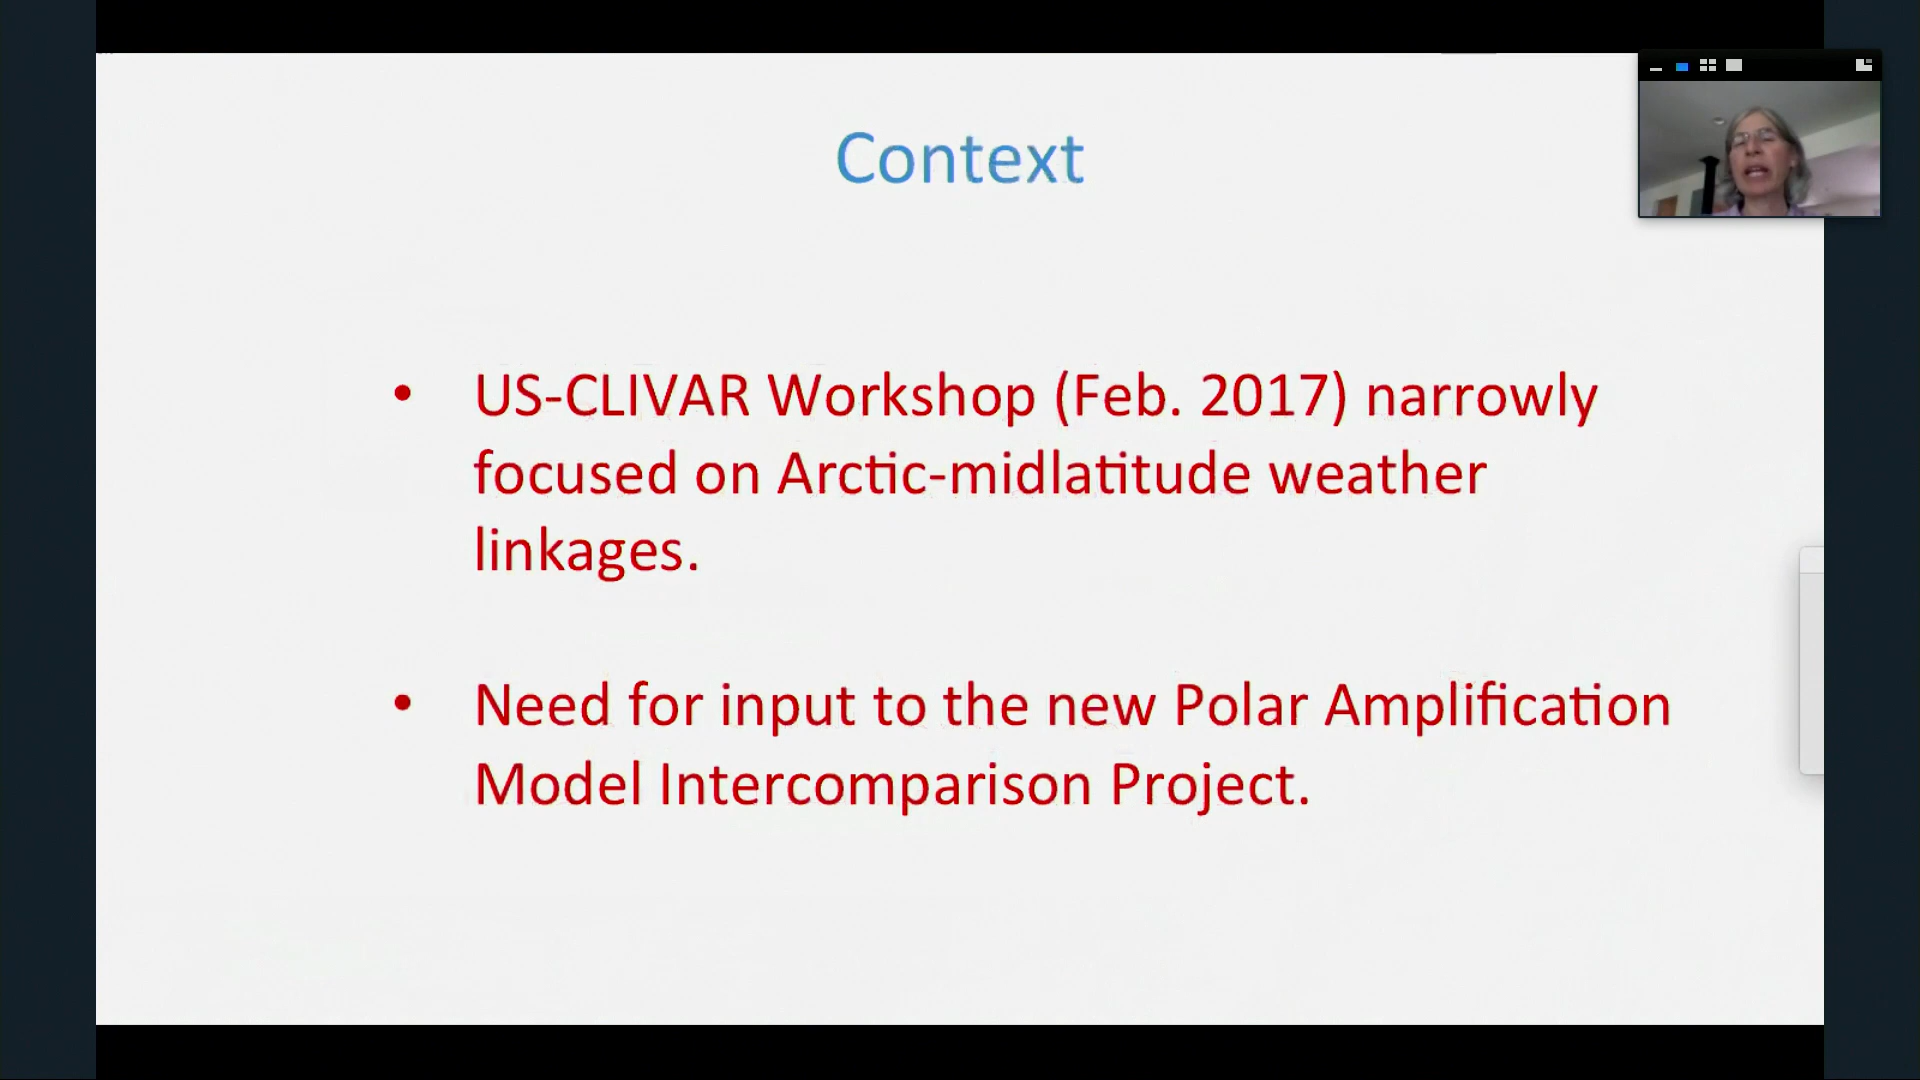 Context
• US-CLIVAR Workshop (Feb. 2017) narrowly
focused on Arctic-midlatitude weather
linkages.
• Need for input to the new Polar Amplification
Model Intercomparison Project.